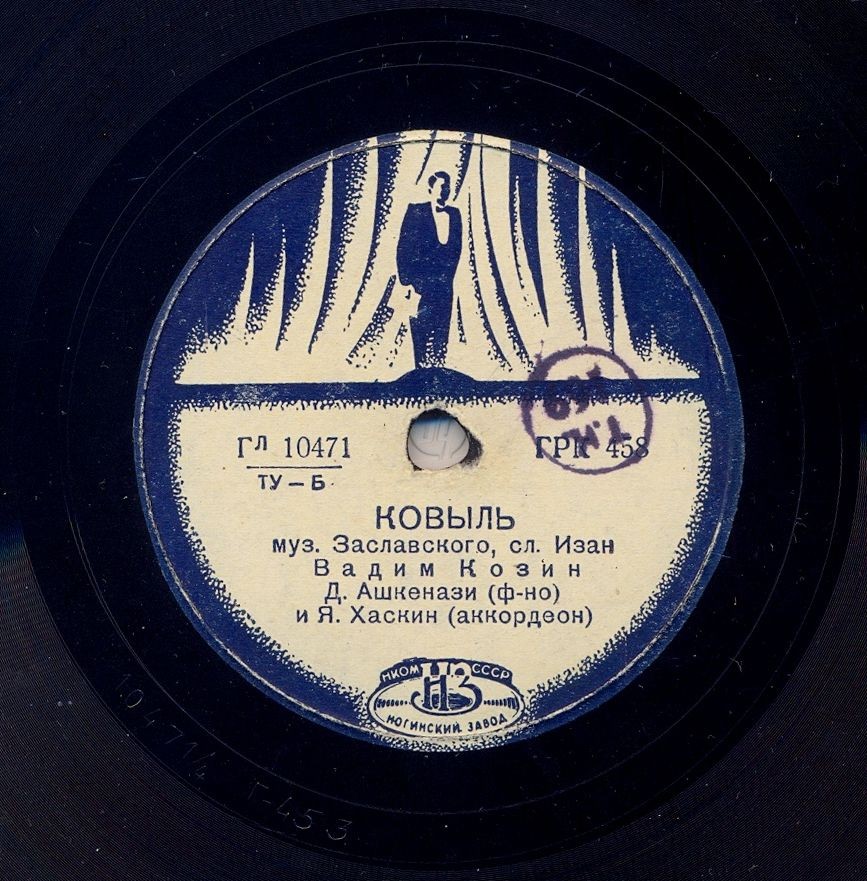 Гл 10471 ГРК 458
ТУ – Б
КОВЫЛЬ
муз. Заславского, сл. Изан
Вадим Козин
Д. Ашкенази (ф-но)
и Я. Хаскин (аккордеон)
НКОМ НЗ СССР
НОГИНСКИЙ ЗАВОД
Г-453